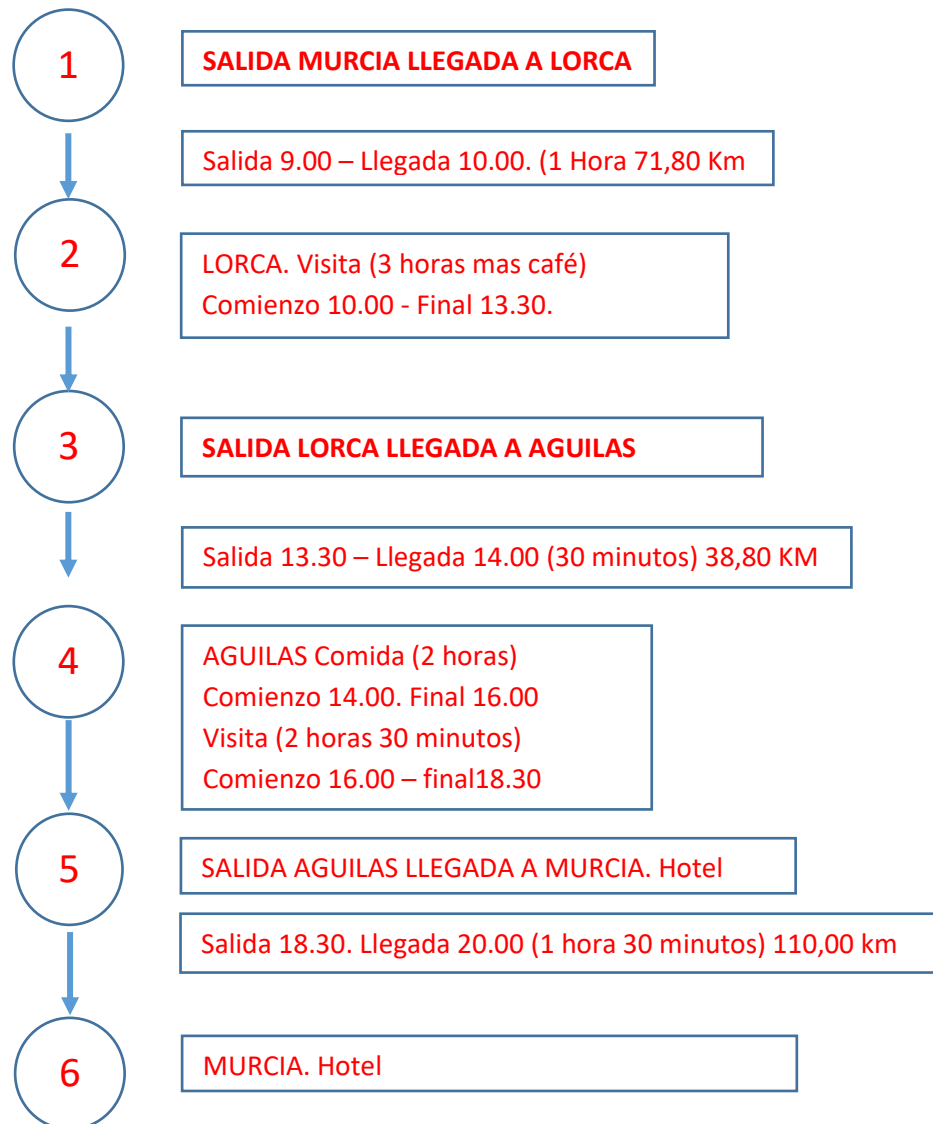 1
SALIDA MURCIA LLEGADA A LORCA
Salida 9.00 – Llegada 10.00. (1 Hora 71,80 Km
2
LORCA. Visita (3 horas mas café)
Comienzo 10.00 - Final 13.30.
3
SALIDA LORCA LLEGADA A AGUILAS
Salida 13.30 – Llegada 14.00 (30 minutos) 38,80 KM
4
AGUILAS Comida (2 horas)
Comienzo 14.00. Final 16.00
Visita (2 horas 30 minutos)
Comienzo 16.00 – final18.30
5
SALIDA AGUILAS LLEGADA A MURCIA. Hotel
Salida 18.30. Llegada 20.00 (1 hora 30 minutos) 110,00 km
6
MURCIA. Hotel